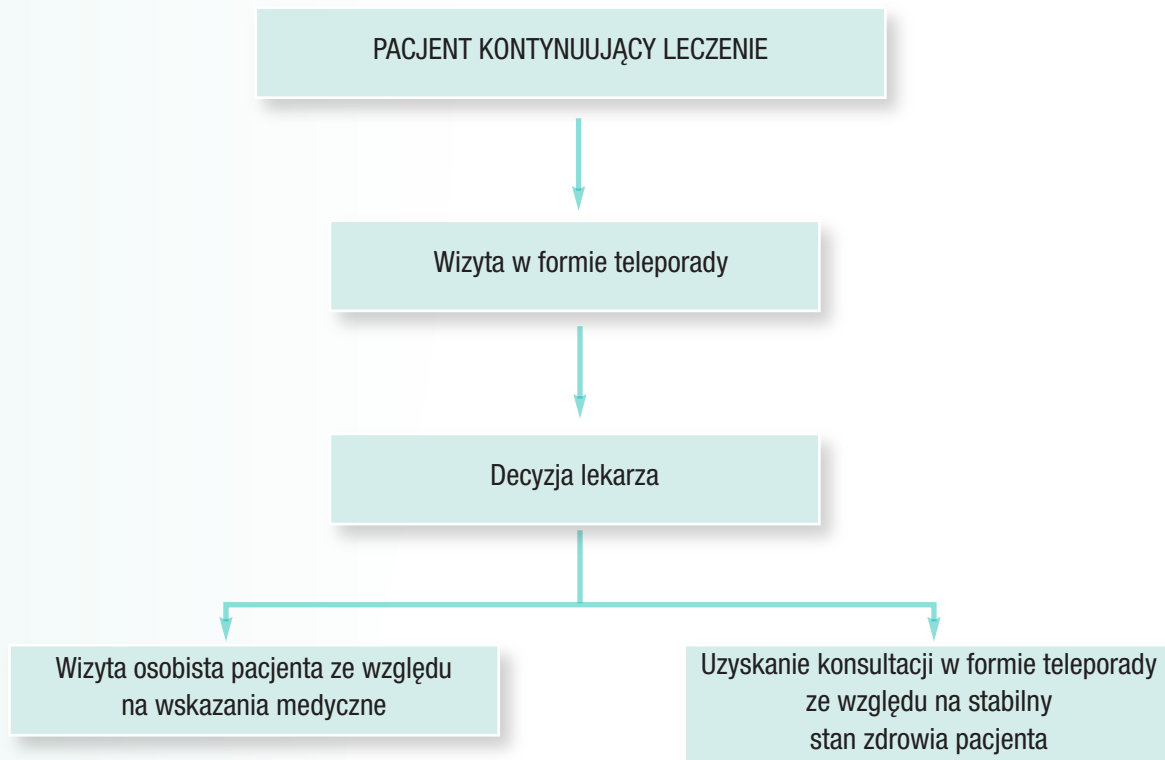 PACJENT KONTYNUUJĄCY LECZENIE
Wizyta w formie teleporady
Decyzja lekarza
Wizyta osobista pacjenta ze względu
na wskazania medyczne
Uzyskanie konsultacji w formie teleporady
ze względu na stabilny
stan zdrowia pacjenta